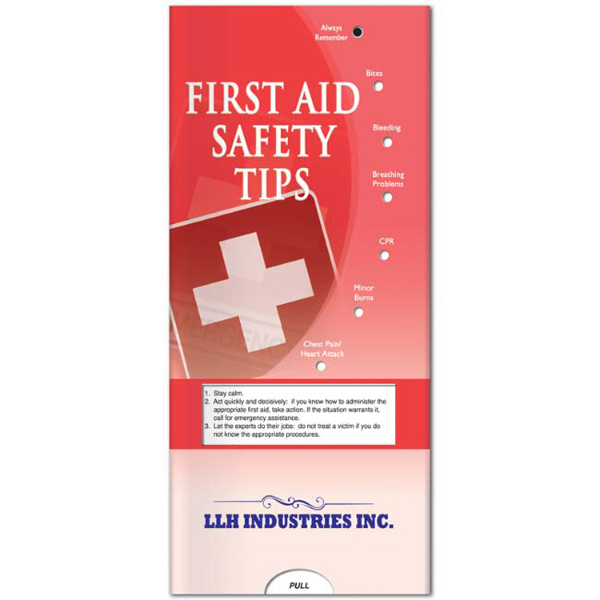 Always
Remember
Bites
FIRST AID
SAFETY
TIPS
Bleeding
Breathing
Problems
CPR
Minor
Burns
Chest Pain/
Heart Attack
1. Stay calm.
2. Act quickly and decisively: if you know how to administer the
appropriate first aid, take action. If the situation warrants it,
call for emergency assistance.
3. Let the experts do their jobs: do not treat a victim if you do
not know the appropriate procedures.
LLH INDUSTRIES INC.
PULL